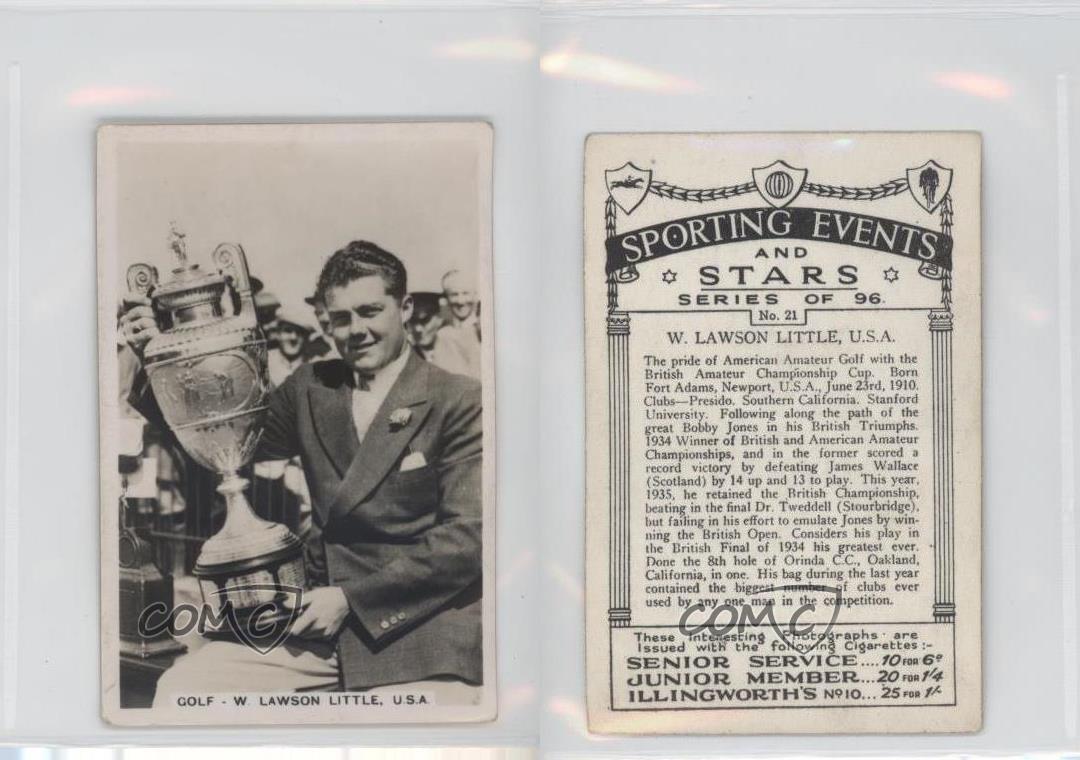 GOLF - W. LAWSON LITTLE, U.S.A.
COMC
SPORTING EVENTS
AND
STARS
SERIES OF 96.
No. 21
W. LAWSON LITTLE, U.S.A.
The pride of American Amateur Golf with the
British Amateur Championship Cup. Born
Fort Adams, Newport, U.S.A., June 23rd, 1910.
Clubs—Presido. Southern California. Stanford
University. Following along the path of the
great Bobby Jones in his British Triumphs.
1934 Winner of British and American Amateur
Championships, and in the former scored a
record victory by defeating James Wallace
(Scotland) by 14 up and 13 to play. This year,
1935, he retained the British Championship,
beating in the final Dr. Tweddell (Stourbridge),
but failing in his effort to emulate Jones by win-
ning the British Open. Considers his play in
the British Final of 1934 his greatest ever.
Done the 8th hole of Orinda C.C., Oakland,
California, in one. His bag during the last year
contained the biggest number of clubs ever
used by any one man in the competition.
COMC
These Interesting Photographs are
Issued with the following Cigarettes :-
SENIOR SERVICE.... 10 FOR 6D
JUNIOR MEMBER... 20 FOR 1/4
ILLINGWORTH'S No 10... 25 FOR 1/-